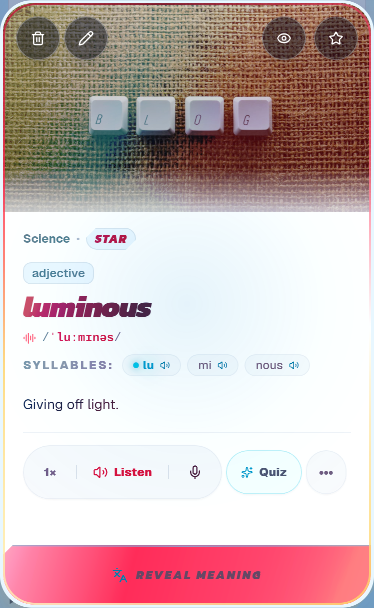 B L O G
Science · STAR
adjective
luminous
/ˈluːmɪnəs/
SYLLABLES: lu mi nous
Giving off light.
1× Listen Quiz
REVEAL MEANING